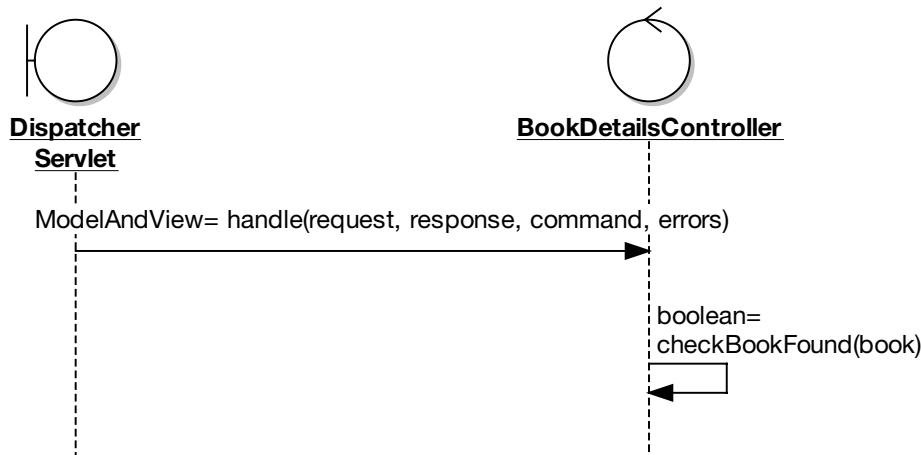 Dispatcher
Servlet
BookDetailsController
ModelAndView= handle(request, response, command, errors)
boolean=
checkBookFound(book)